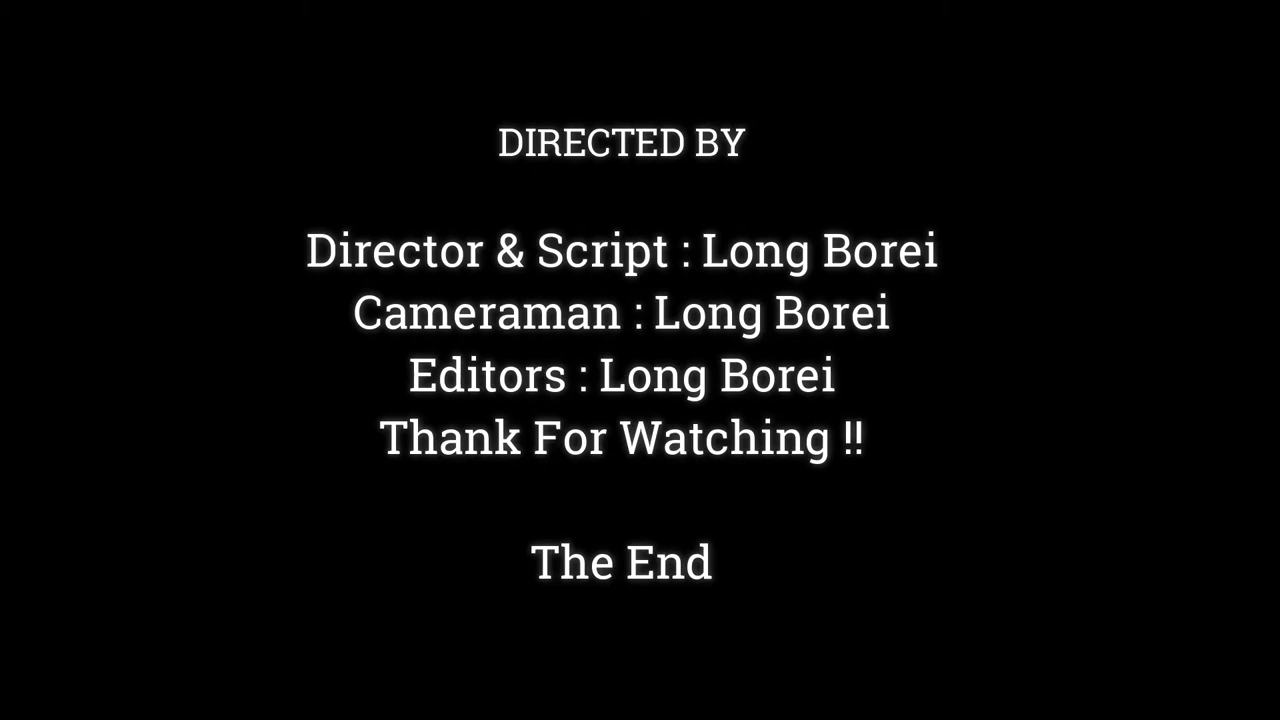 DIRECTED BY
Director & Script : Long Borei
Cameraman : Long Borei
Editors : Long Borei
Thank For Watching !!
The End